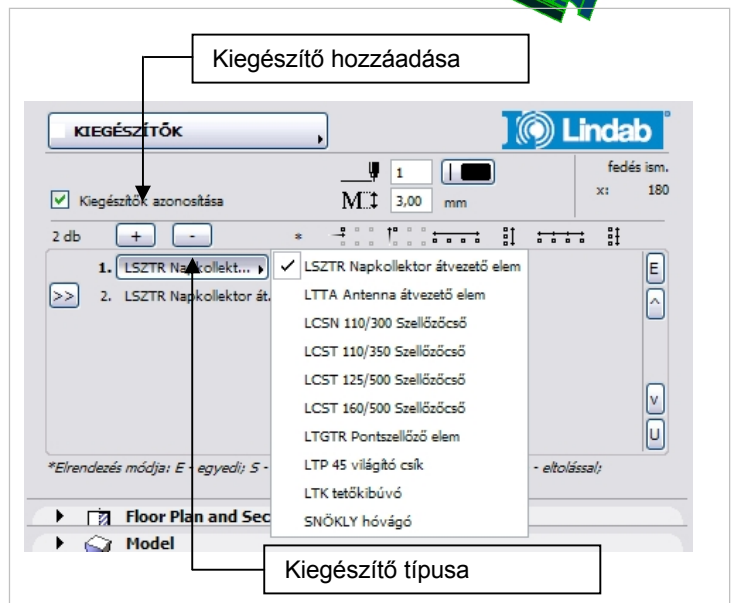 Kiegészítő hozzáadása
KIEGÉSZÍTŐK
Lindab
1
fedés ism.
Kiegészítők azonosítása
M 3,00 mm
x: 180
2 db + - *
1. LSZTR Napkollekt...
E
>> 2. LSZTR Napkollektor át.
^
✓ LSZTR Napkollektor átvezető elem
LTTA Antenna átvezető elem
LCSN 110/300 Szellőzőcső
LCST 110/350 Szellőzőcső
LCST 125/500 Szellőzőcső
LCST 160/500 Szellőzőcső
LTGTR Pontszellőző elem
LTP 45 világító csík
LTK tetőkibúvó
SNÖKLY hóvágó
v
U
*Elrendezés módja: E - egyedi; S - - eltolással;
Floor Plan and Sec
Model
Kiegészítő típusa